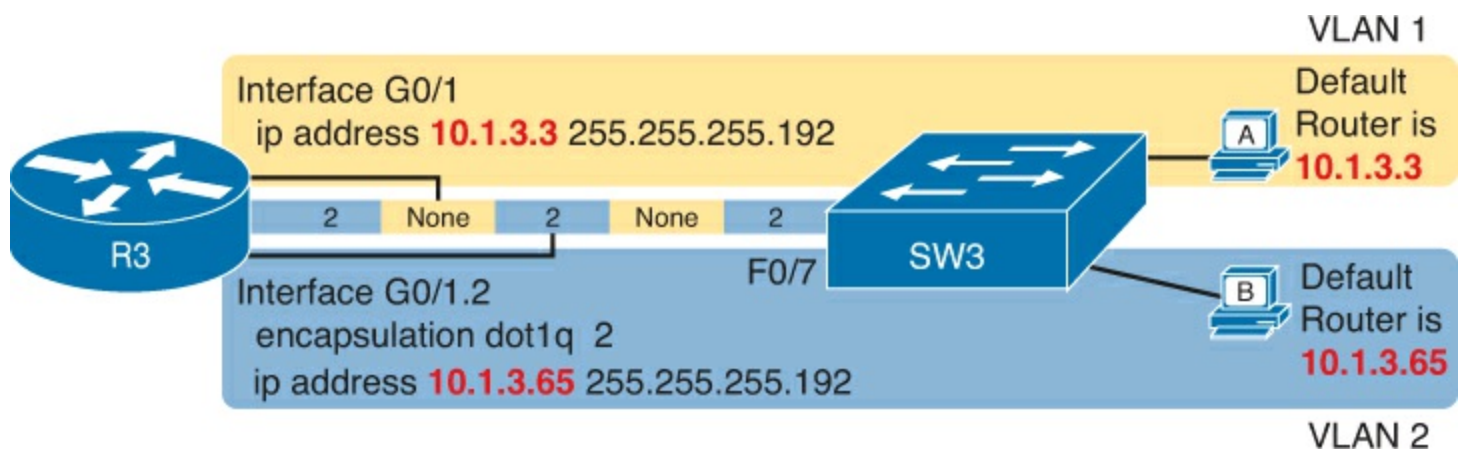 VLAN 1
Interface G0/1
ip address 10.1.3.3 255.255.255.192
Default
Router is
10.1.3.3
A
2 None 2 None 2
R3
SW3
F0/7
Interface G0/1.2
encapsulation dot1q 2
ip address 10.1.3.65 255.255.255.192
B
Default
Router is
10.1.3.65
VLAN 2